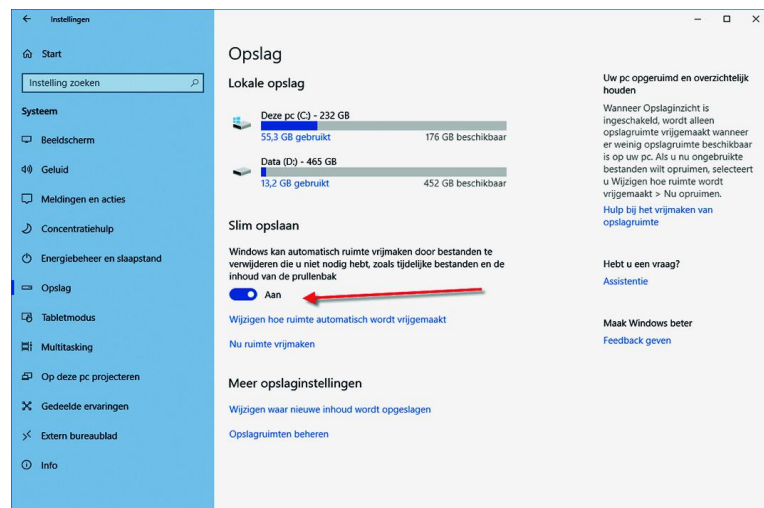 Instellingen
Start
Instelling zoeken
Systeem
Beeldscherm
Geluid
Meldingen en acties
Concentratiehulp
Energiebeheer en slaapstand
Opslag
Tabletmodus
Multitasking
Op deze pc projecteren
Gedeelde ervaringen
Extern bureaublad
Info
Opslag
Lokale opslag
Deze pc (C:) - 232 GB
55,3 GB gebruikt 176 GB beschikbaar
Data (D:) - 465 GB
13,2 GB gebruikt 452 GB beschikbaar
Slim opslaan
Windows kan automatisch ruimte vrijmaken door bestanden te
verwijderen die u niet nodig hebt, zoals tijdelijke bestanden en de
inhoud van de prullenbak
Aan
Wijzigen hoe ruimte automatisch wordt vrijgemaakt
Nu ruimte vrijmaken
Meer opslaginstellingen
Wijzigen waar nieuwe inhoud wordt opgeslagen
Opslagruimten beheren
Uw pc opgeruimd en overzichtelijk
houden
Wanneer Opslaginzicht is
ingeschakeld, wordt alleen
opslagruimte vrijgemaakt wanneer
er weinig opslagruimte beschikbaar
is op uw pc. Als u nu ongebruikte
bestanden wilt opruimen, selecteert
u Wijzigen hoe ruimte wordt
vrijgemaakt > Nu opruimen.
Hulp bij het vrijmaken van
opslagruimte
Hebt u een vraag?
Assistentie
Maak Windows beter
Feedback geven